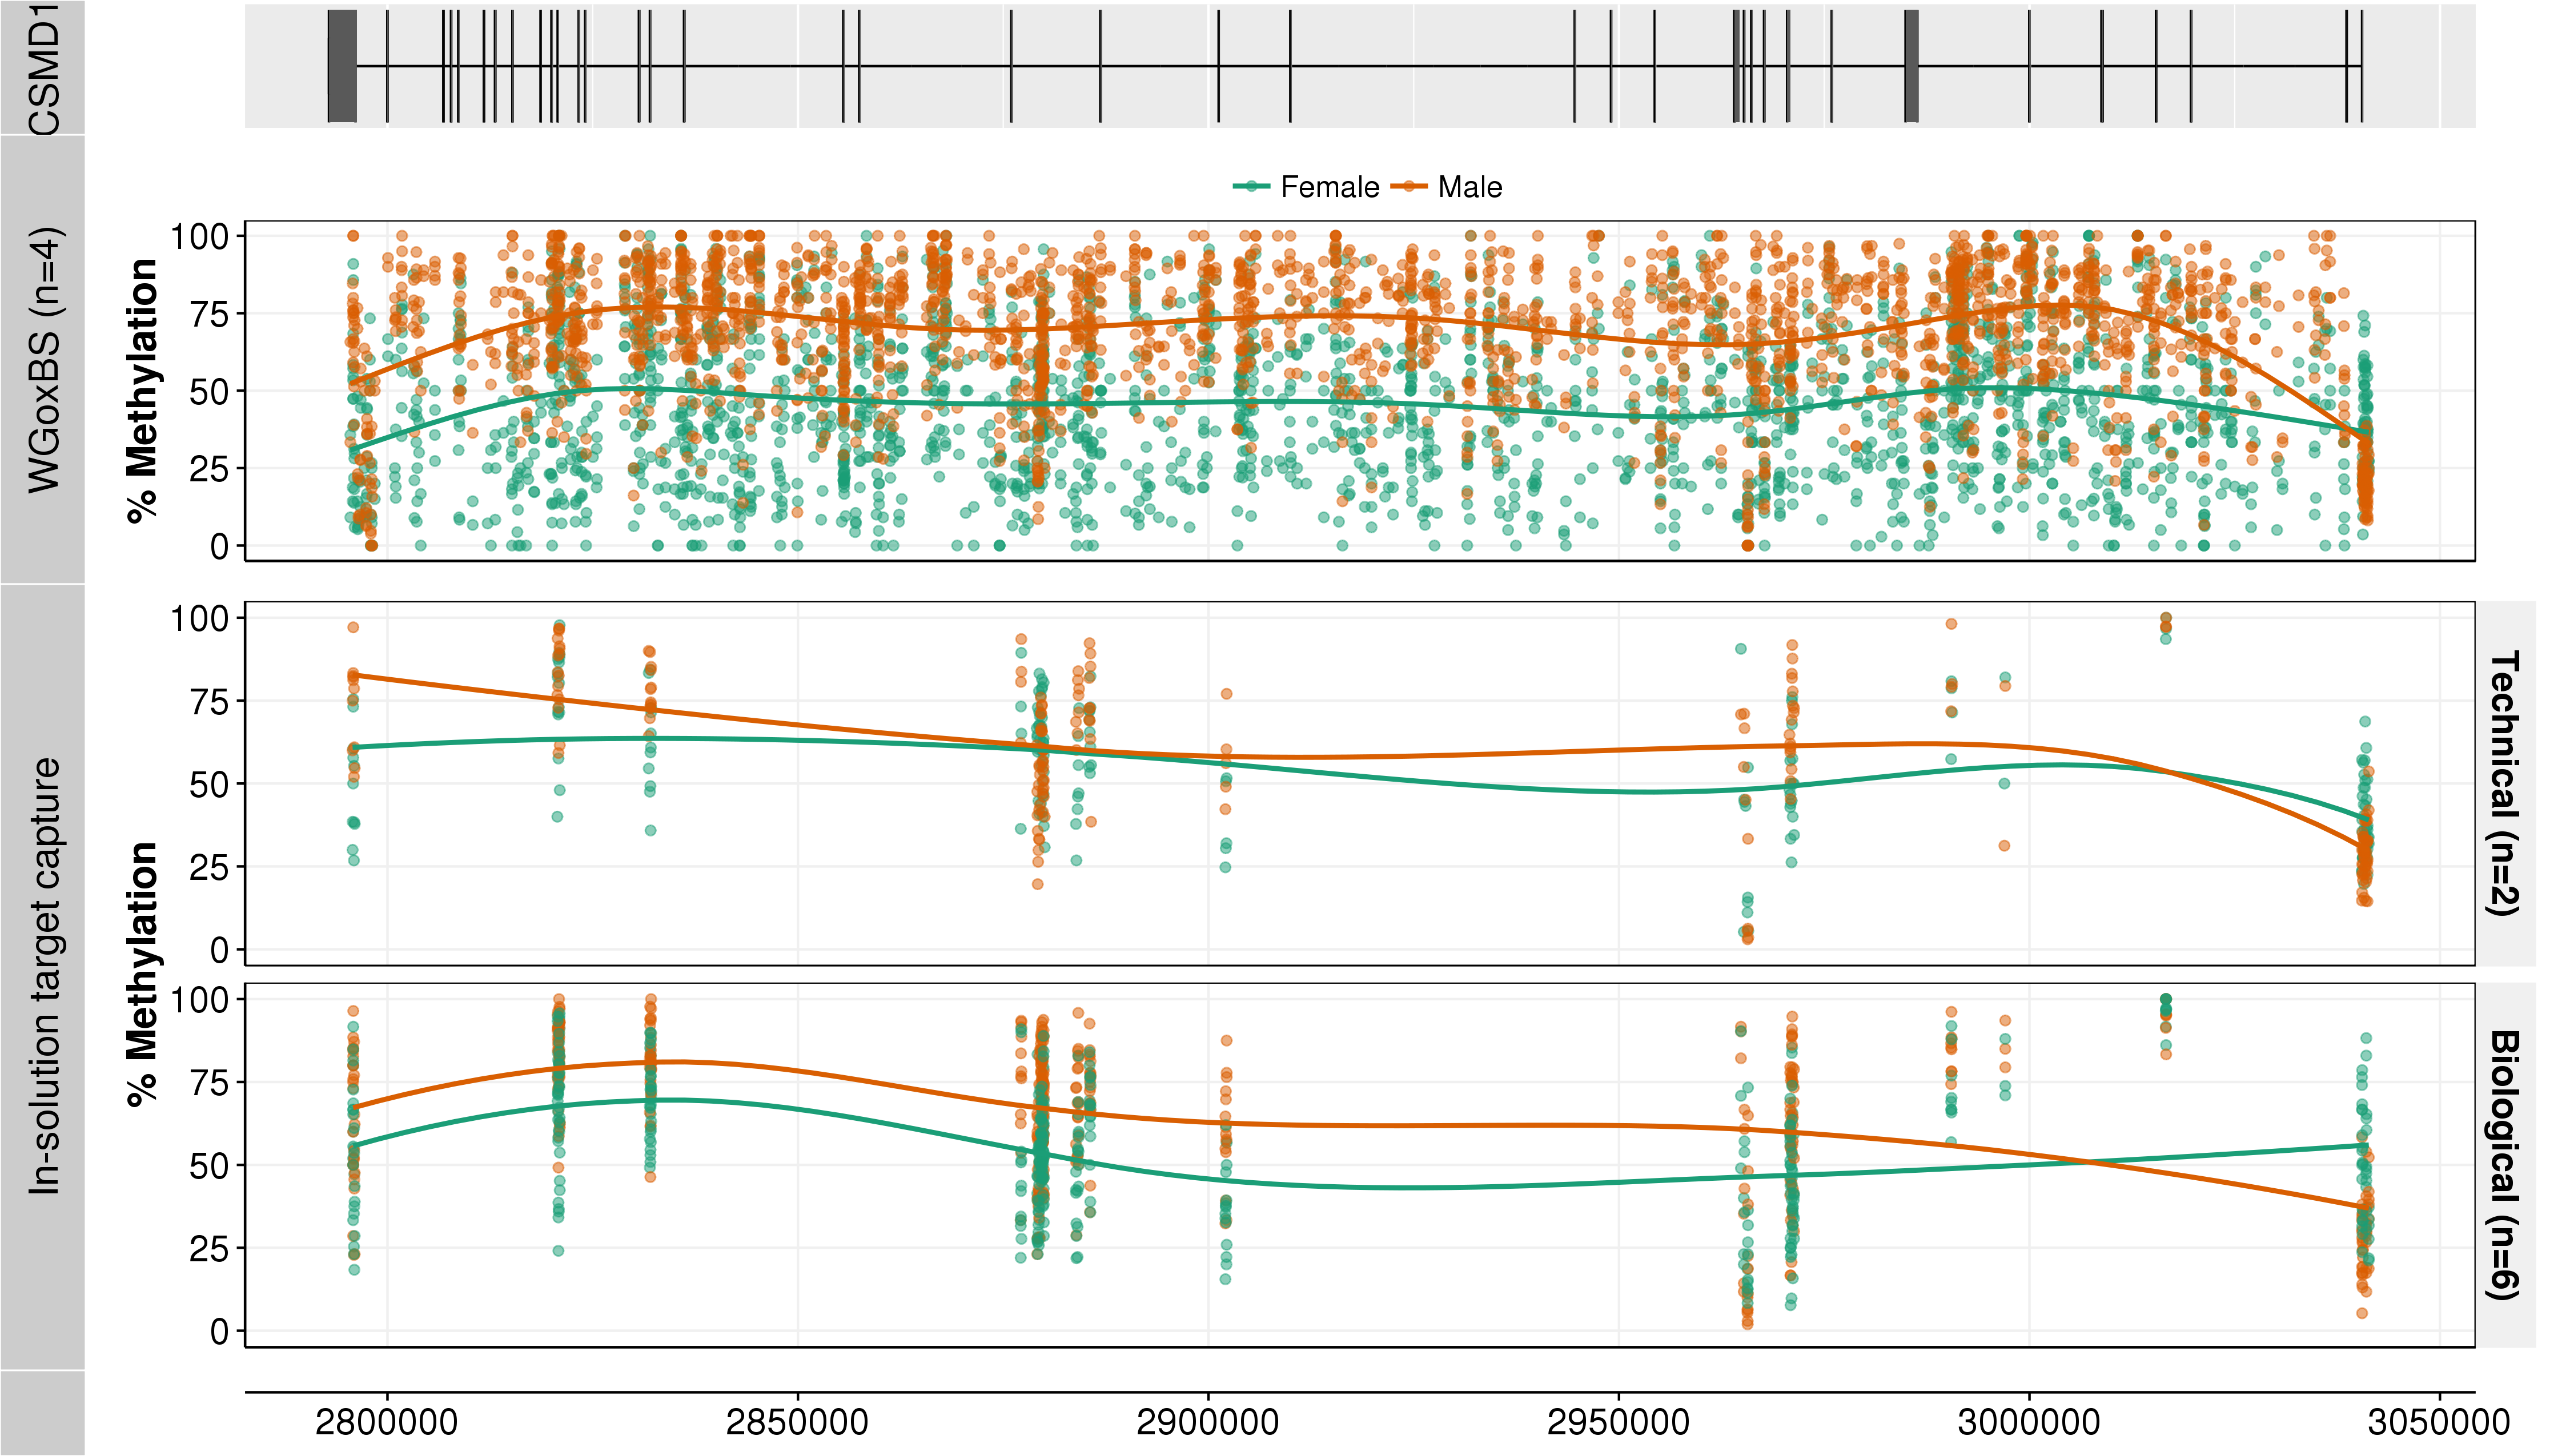 CSMD1
WGoxBS (n=4)
Female
Male
% Methylation
100
75
50
25
0
In-solution target capture
% Methylation
100
75
50
25
0
Technical (n=2)
100
75
50
25
0
Biological (n=6)
2800000 2850000 2900000 2950000 3000000 3050000